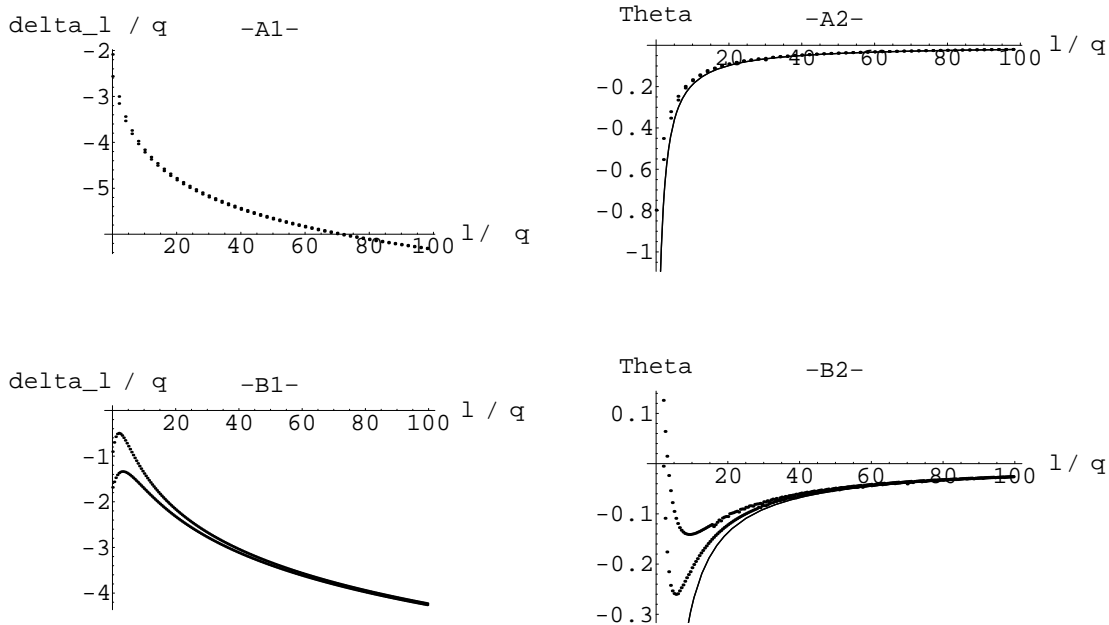 delta_l / q -A1-
-2
-3
-4
-5
20 40 60 80 100 l/ q
Theta -A2-
20 40 60 80 100 l/ q
-0.2
-0.4
-0.6
-0.8
-1
delta_l / q -B1-
20 40 60 80 100 l / q
-1
-2
-3
-4
Theta -B2-
0.1
20 40 60 80 100 l/ q
-0.1
-0.2
-0.3